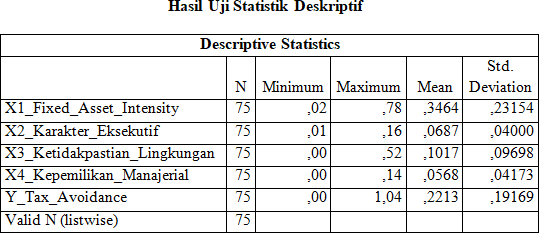 Hasil Uji Statistik Deskriptif
Descriptive Statistics
N Minimum Maximum Mean Std. Deviation
X1_Fixed_Asset_Intensity 75 ,02 ,78 ,3464 ,23154
X2_Karakter_Eksekutif 75 ,01 ,16 ,0687 ,04000
X3_Ketidakpastian_Lingkungan 75 ,00 ,52 ,1017 ,09698
X4_Kepemilikan_Manajerial 75 ,00 ,14 ,0568 ,04173
Y_Tax_Avoidance 75 ,00 1,04 ,2213 ,19169
Valid N (listwise) 75